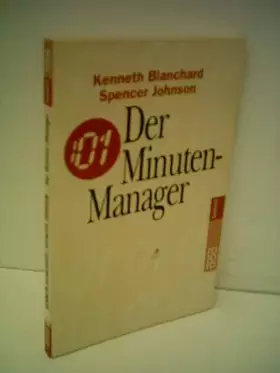 Kenneth Blanchard
Spencer Johnson
01
Der
Minuten-
Manager